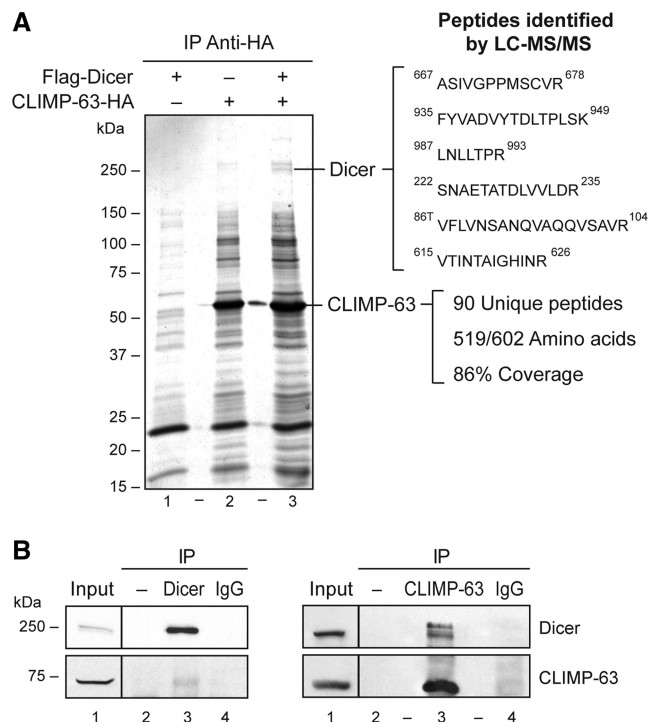 A
IP Anti-HA
Flag-Dicer + – +
CLIMP-63-HA – + +
kDa
250
150
100
75
50
37
25
20
15
1 – 2 – 3
Dicer
CLIMP-63
Peptides identified
by LC-MS/MS
667 ASIVGPPMSCVR 678
935 FYVADVYTDLTPLSK 949
987 LNLLTPR 993
222 SNAETATDLVVLDR 235
86T VFLVNSANQVAQQVSAVR 104
615 VTINTAIGHINR 626
90 Unique peptides
519/602 Amino acids
86% Coverage
B
IP
kDa Input – Dicer IgG
250
75
1 2 3 4
IP
Input – CLIMP-63 IgG
Dicer
CLIMP-63
1 2 – 3 – 4